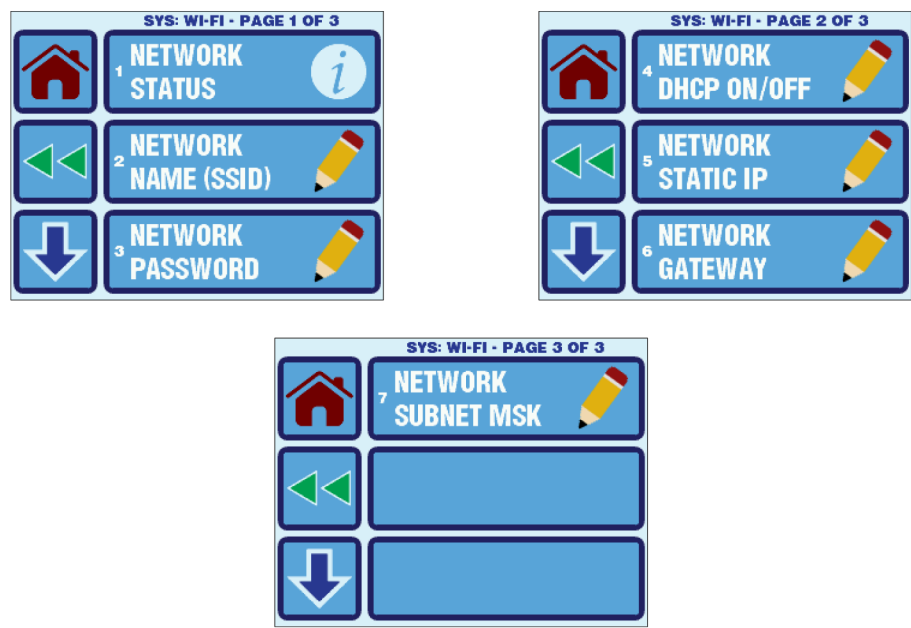 SYS: WI-FI - PAGE 1 OF 3
1 NETWORK
STATUS
i
2 NETWORK
NAME (SSID)
3 NETWORK
PASSWORD
SYS: WI-FI - PAGE 2 OF 3
4 NETWORK
DHCP ON/OFF
5 NETWORK
STATIC IP
6 NETWORK
GATEWAY
SYS: WI-FI - PAGE 3 OF 3
7 NETWORK
SUBNET MSK